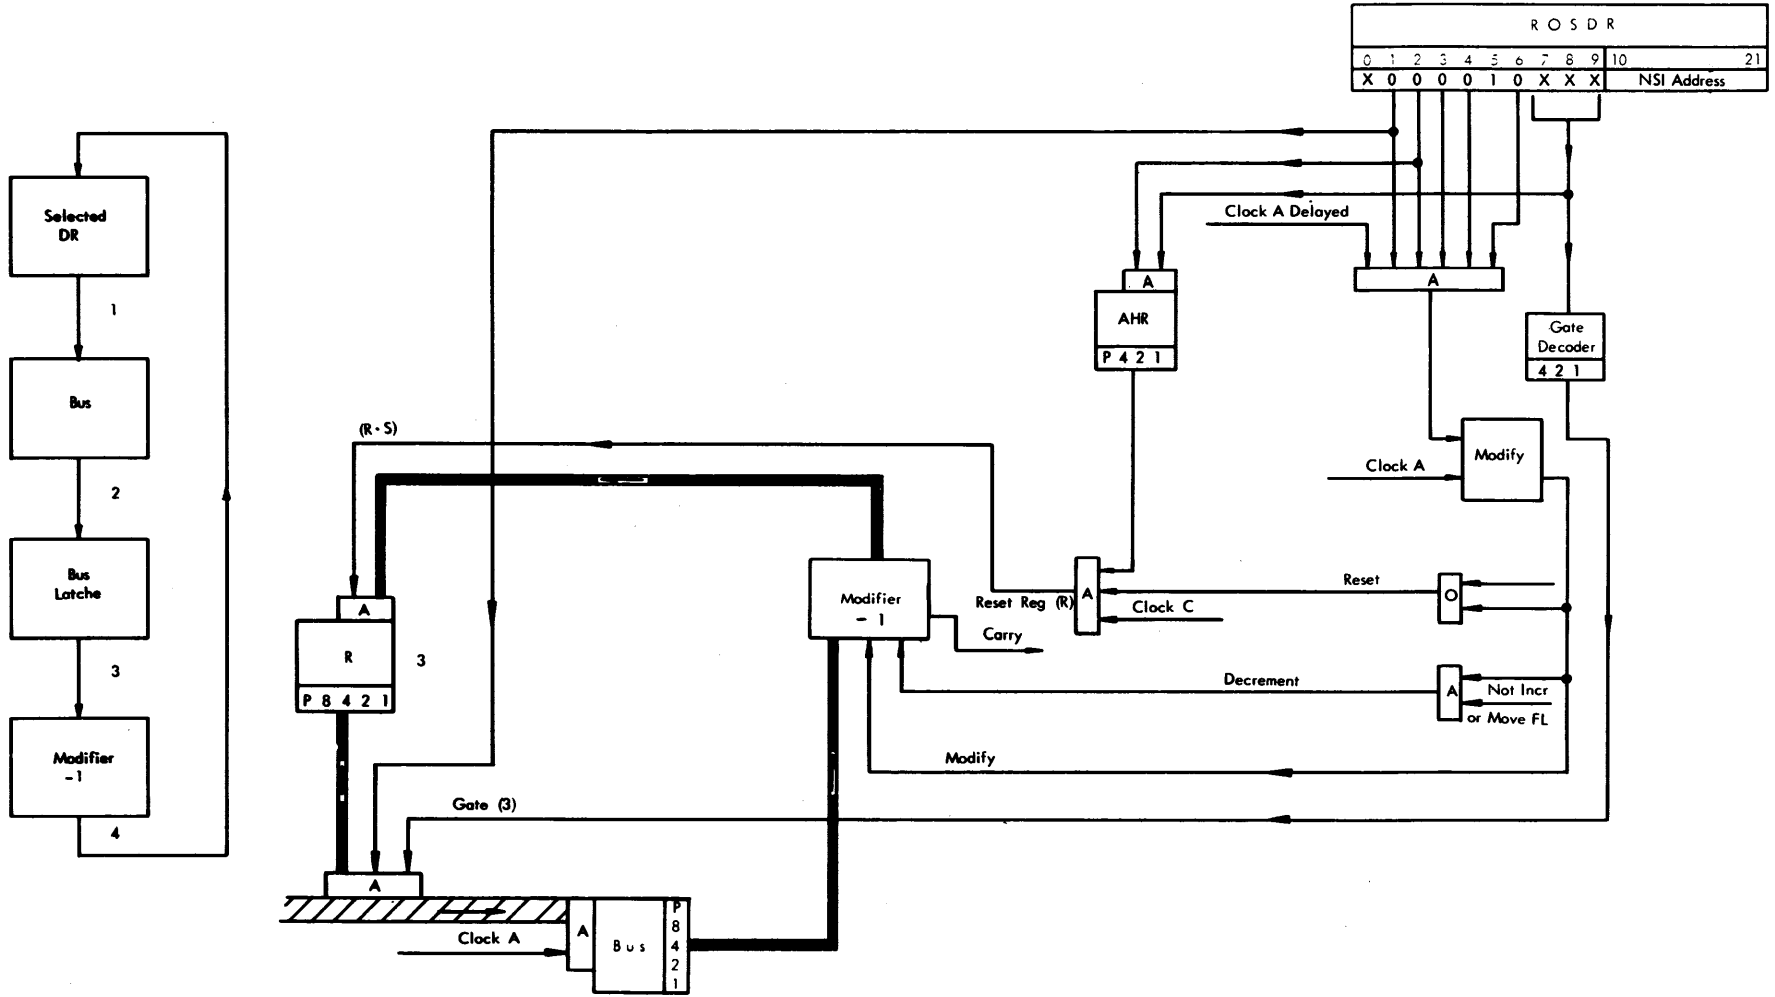 R O S D R
0 1 2 3 4 5 6 7 8 9 10 21
X 0 0 0 0 1 0 X X X NSI Address
Selected
DR
1
Bus
2
Bus
Latche
3
Modifier
-1
4
Clock A Delayed
A
A
AHR
P 4 2 1
Gate
Decoder
4 2 1
(R·S)
Clock A
Modify
A
R
3
P 8 4 2 1
Modifier
- 1
Carry
Reset Reg (R)
A
Clock C
Reset
O
Decrement
A
Not Incr
or Move FL
Modify
Gate (3)
A
Clock A
A
Bus
P
8
4
2
1